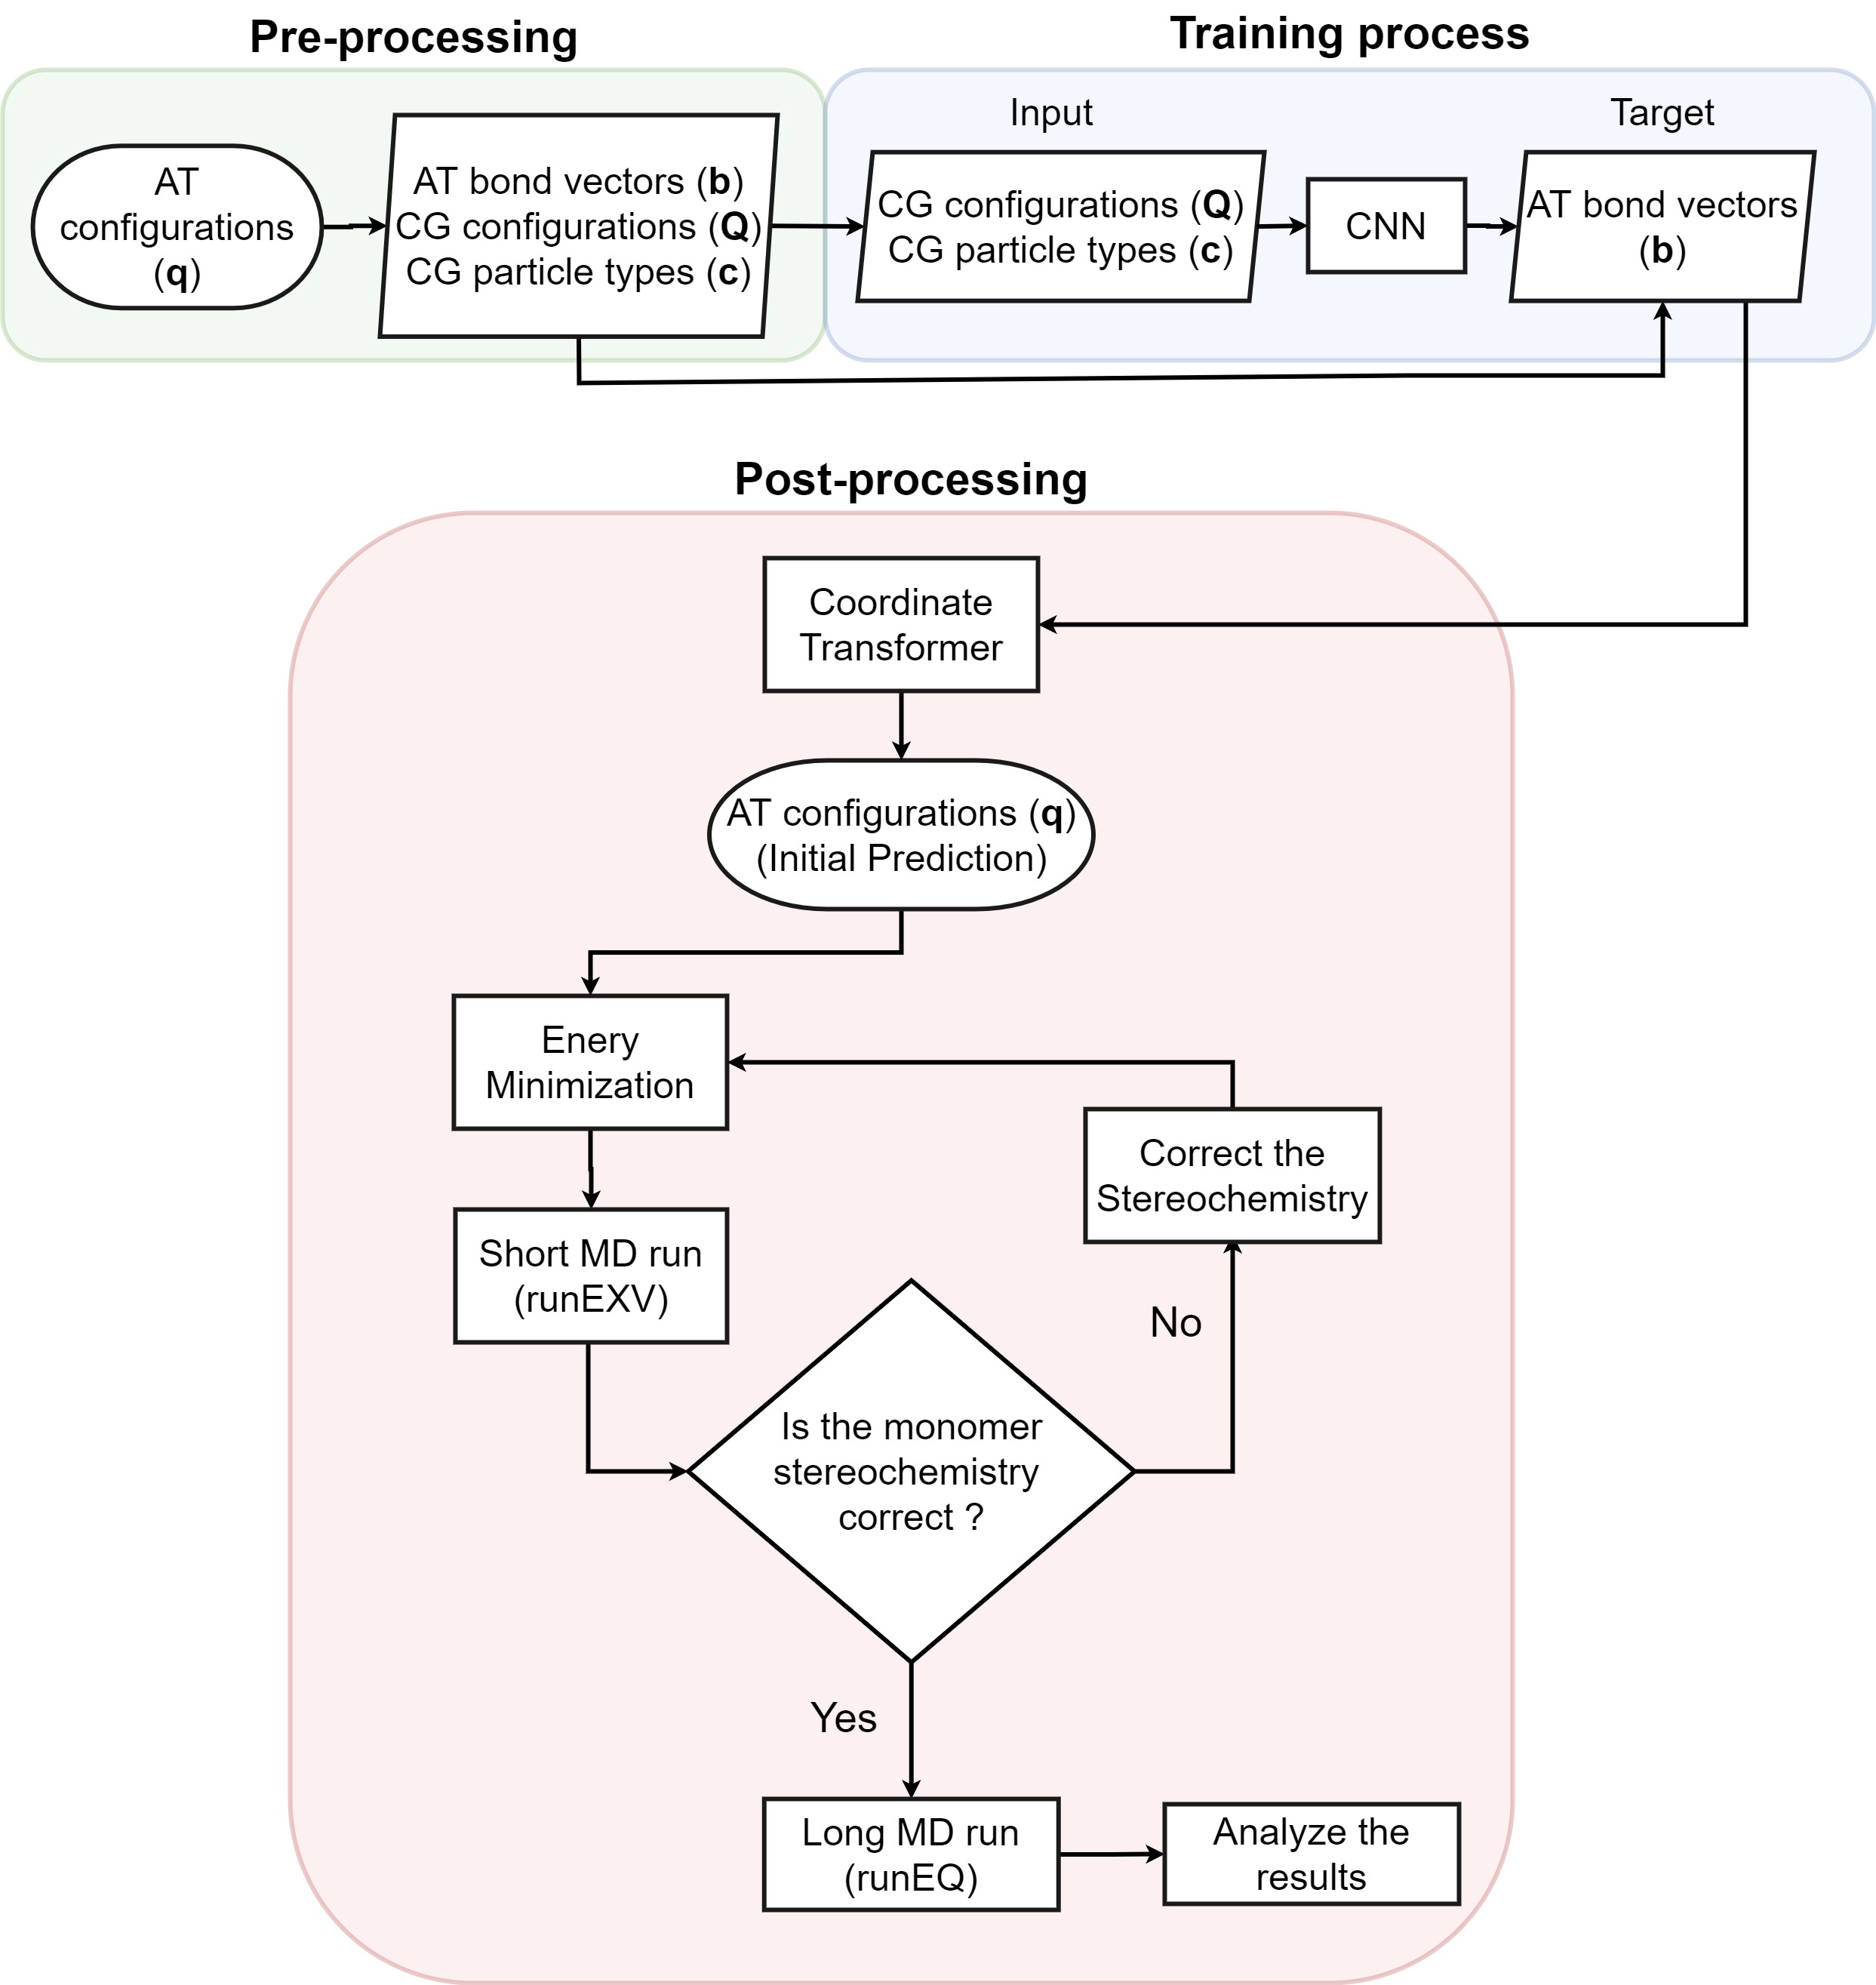 Pre-processing
Training process
AT
configurations
(q)
AT bond vectors (b)
CG configurations (Q)
CG particle types (c)
Input
CG configurations (Q)
CG particle types (c)
CNN
Target
AT bond vectors
(b)
Post-processing
Coordinate
Transformer
AT configurations (q)
(Initial Prediction)
Enery
Minimization
Correct the
Stereochemistry
Short MD run
(runEXV)
No
Is the monomer
stereochemistry
correct ?
Yes
Long MD run
(runEQ)
Analyze the
results